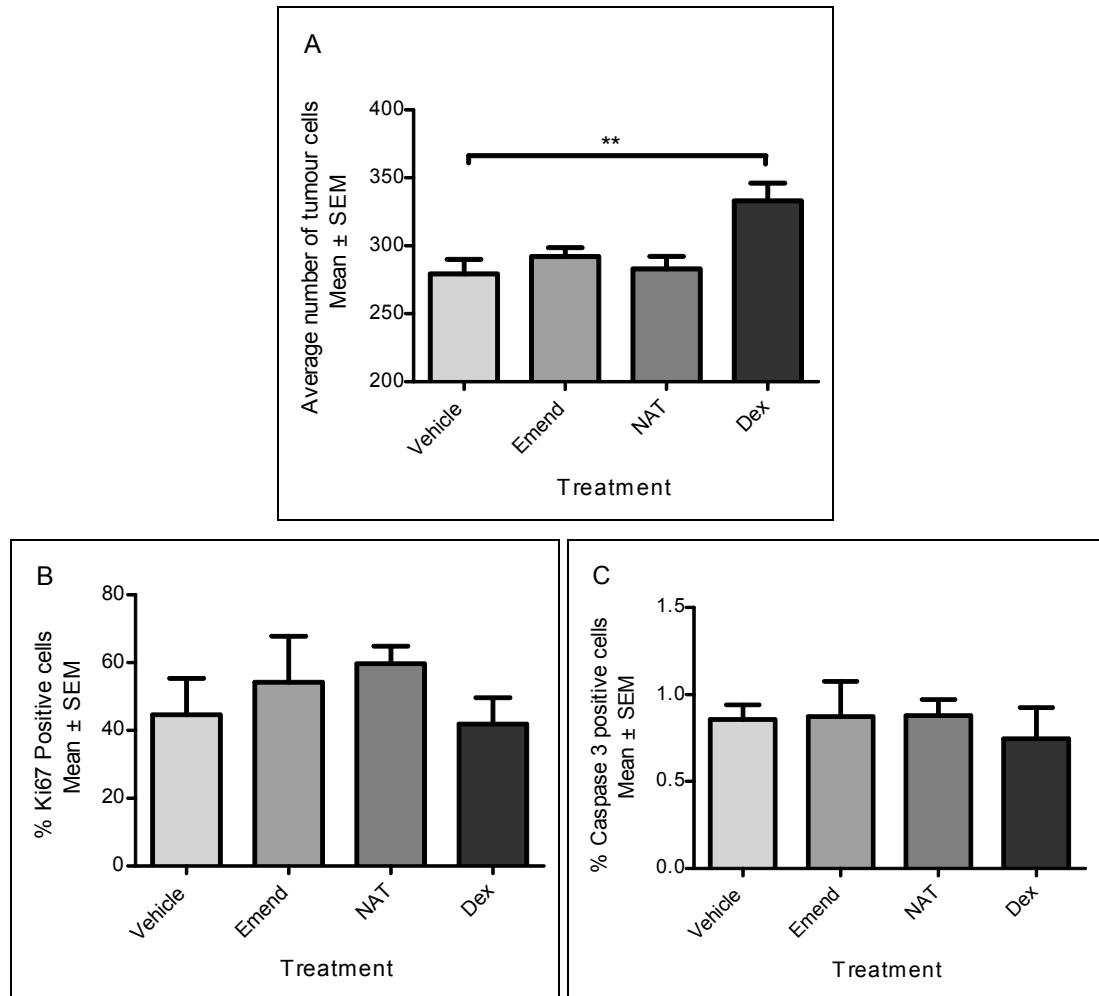 A
Average number of tumour cells
Mean ± SEM
400
350
300
250
200
**
Vehicle
Emend
NAT
Dex
Treatment
B
% Ki67 Positive cells
Mean ± SEM
80
60
40
20
0
Vehicle
Emend
NAT
Dex
Treatment
C
% Caspase 3 positive cells
Mean ± SEM
1.5
1.0
0.5
0.0
Vehicle
Emend
NAT
Dex
Treatment